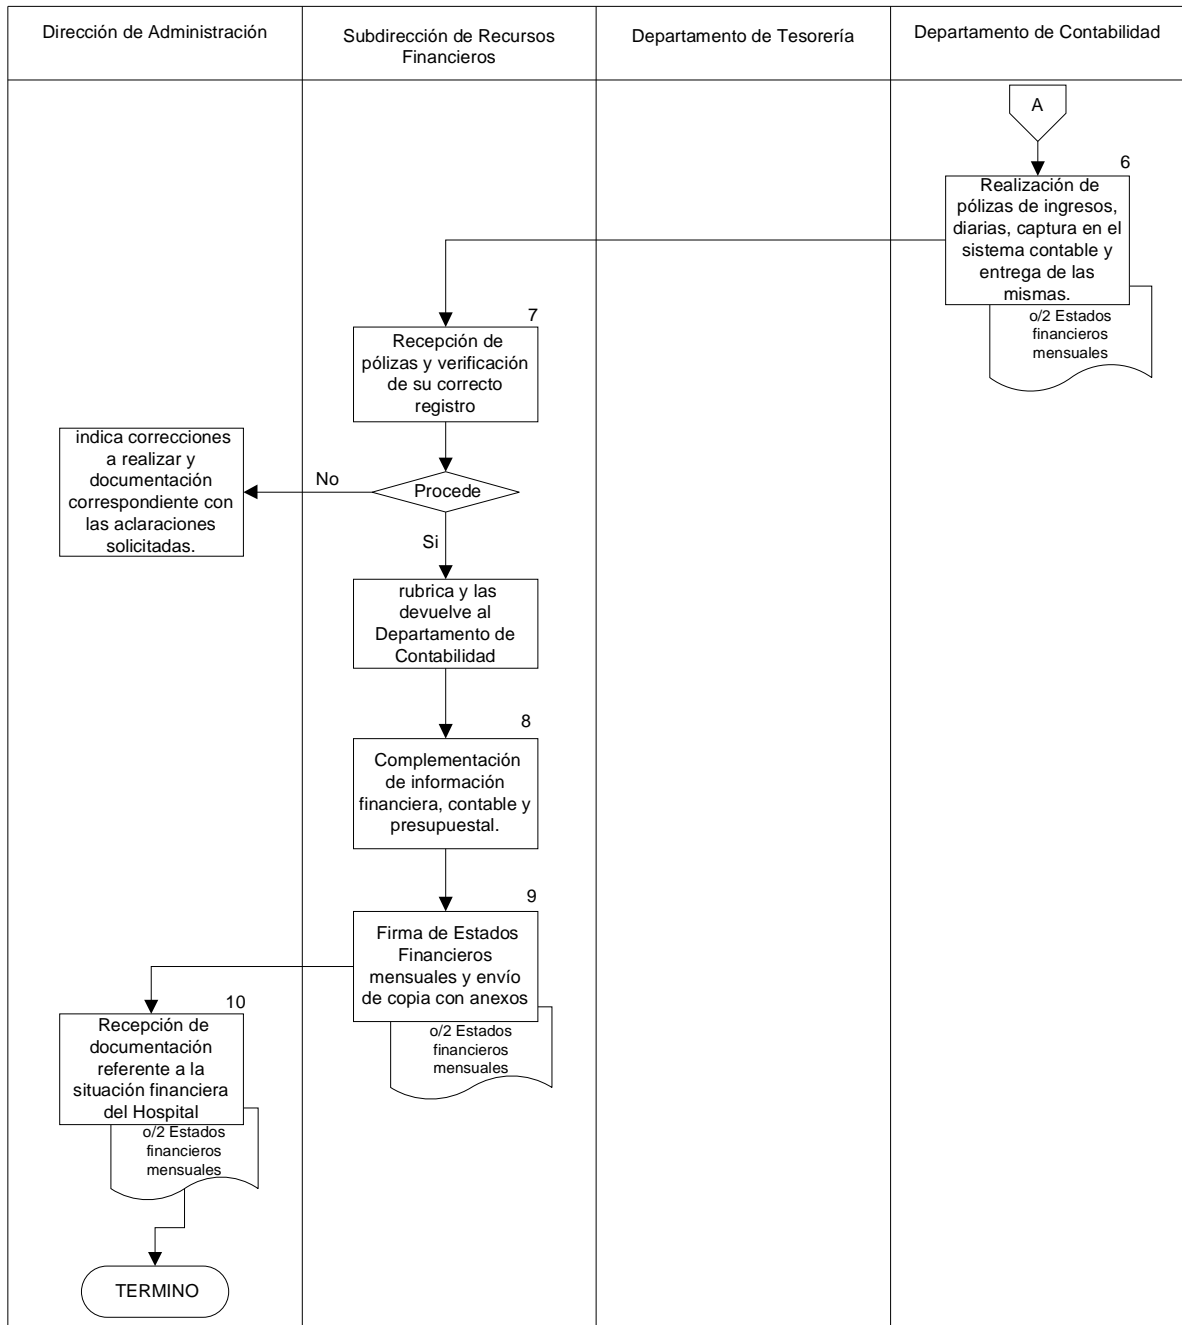 Dirección de Administración
Subdirección de Recursos
Financieros
Departamento de Tesorería
Departamento de Contabilidad
A
6
Realización de
pólizas de ingresos,
diarias, captura en el
sistema contable y
entrega de las
mismas.
o/2 Estados
financieros
mensuales
7
Recepción de
pólizas y verificación
de su correcto
registro
Procede
No
indica correcciones
a realizar y
documentación
correspondiente con
las aclaraciones
solicitadas.
Si
rubrica y las
devuelve al
Departamento de
Contabilidad
8
Complementación
de información
financiera, contable y
presupuestal.
9
Firma de Estados
Financieros
mensuales y envío
de copia con anexos
o/2 Estados
financieros
mensuales
10
Recepción de
documentación
referente a la
situación financiera
del Hospital
o/2 Estados
financieros
mensuales
TERMINO